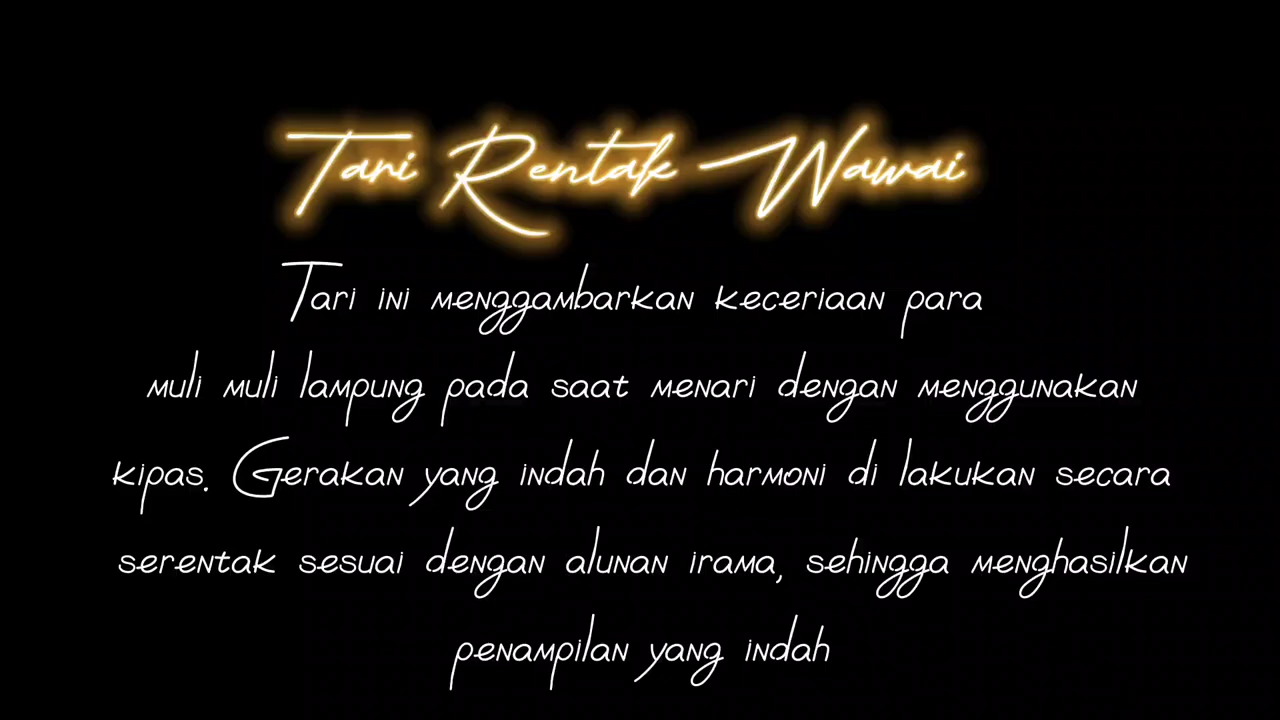 Tari Rentak Wawai
Tari ini menggambarkan keceriaan para
muli muli lampung pada saat menari dengan menggunakan
kipas. Gerakan yang indah dan harmoni di lakukan secara
serentak sesuai dengan alunan irama, sehingga menghasilkan
penampilan yang indah